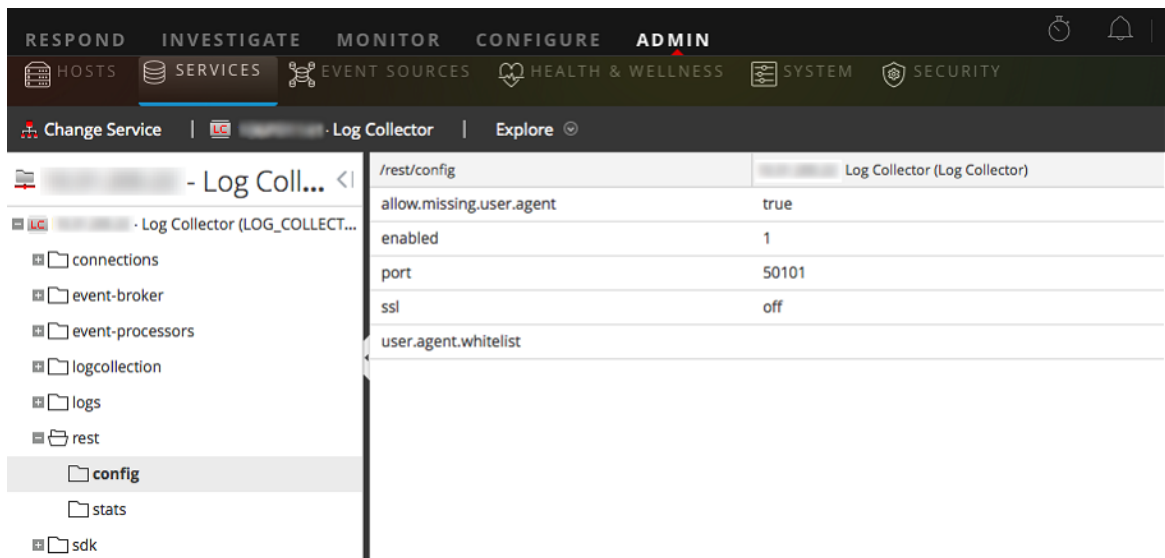 RESPOND INVESTIGATE MONITOR CONFIGURE ADMIN
HOSTS SERVICES EVENT SOURCES HEALTH & WELLNESS SYSTEM SECURITY
Change Service | LC · Log Collector | Explore
- Log Coll...
/rest/config Log Collector (Log Collector)
LC · Log Collector (LOG_COLLECT...
allow.missing.user.agent true
enabled 1
connections
port 50101
event-broker
ssl off
event-processors
user.agent.whitelist
logcollection
logs
rest
config
stats
sdk